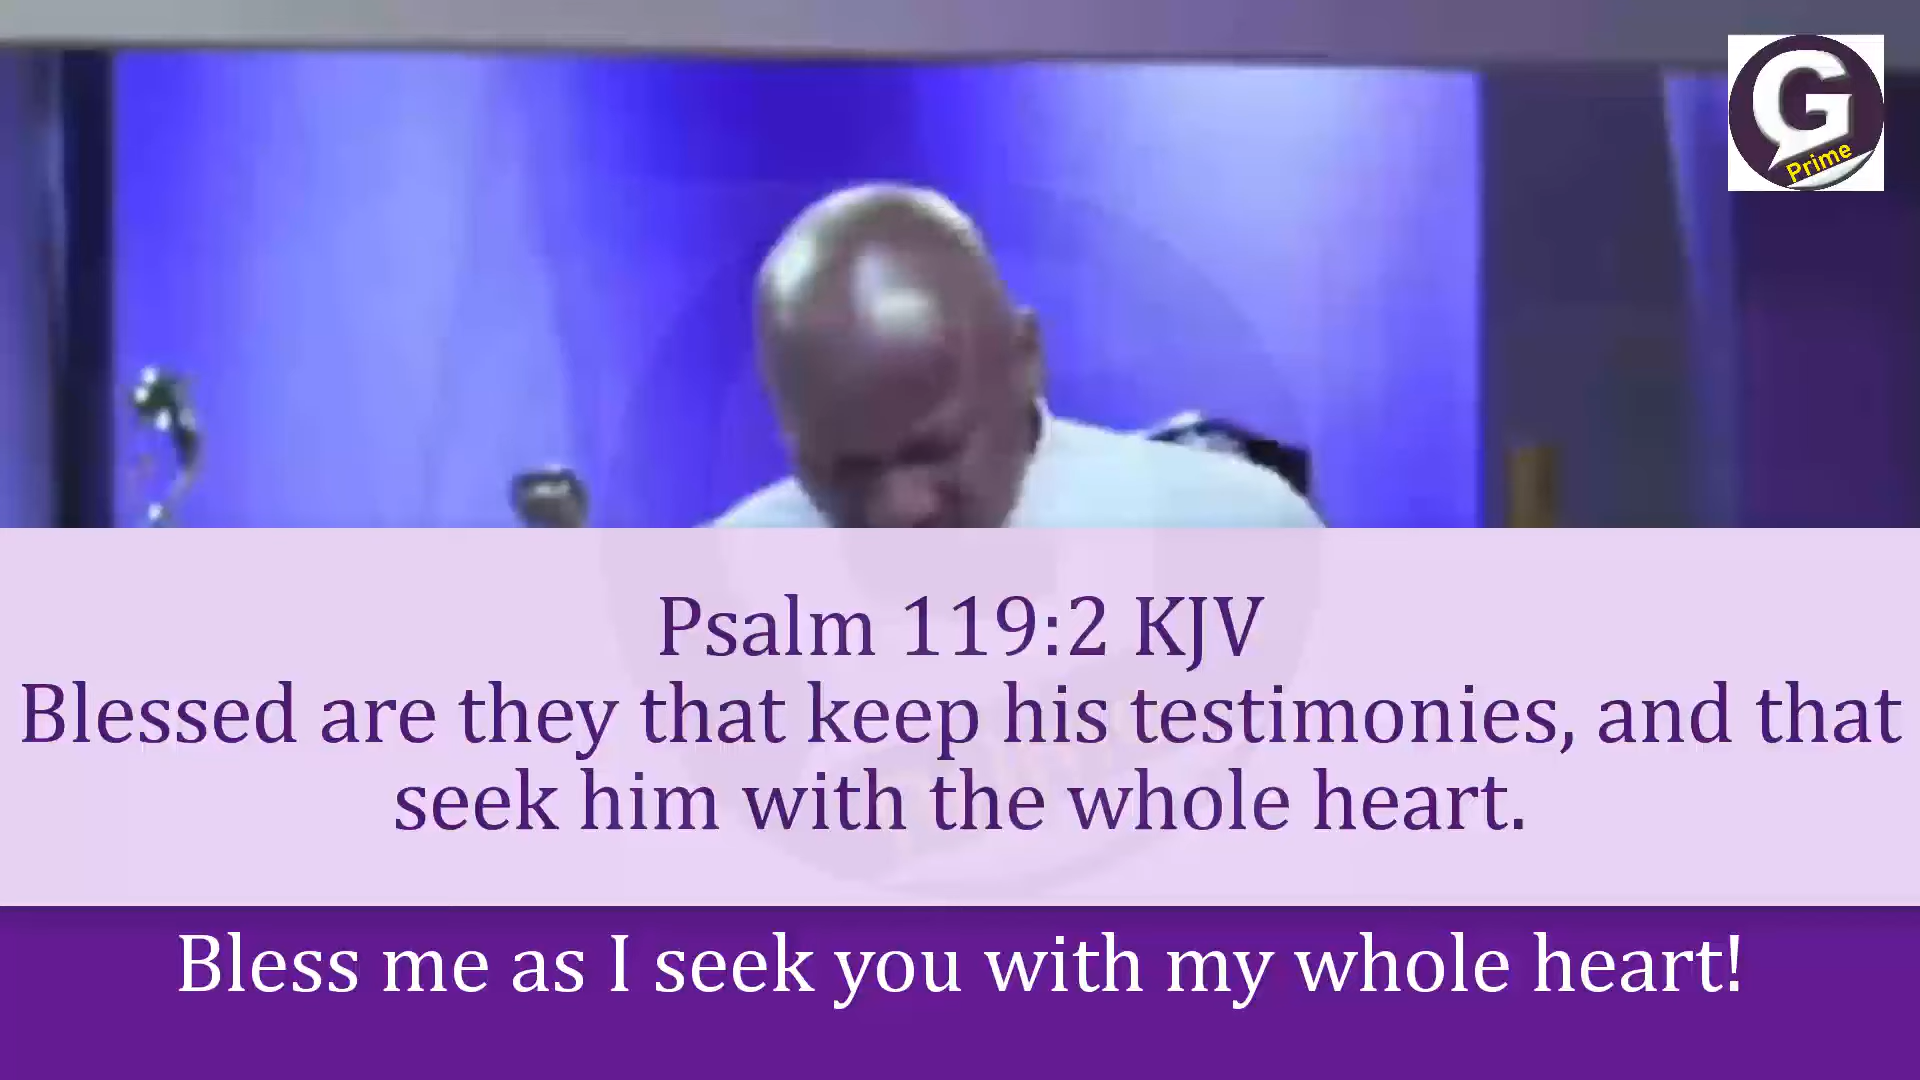 G
Prime
Psalm 119:2 KJV
Blessed are they that keep his testimonies, and that
seek him with the whole heart.
Bless me as I seek you with my whole heart!